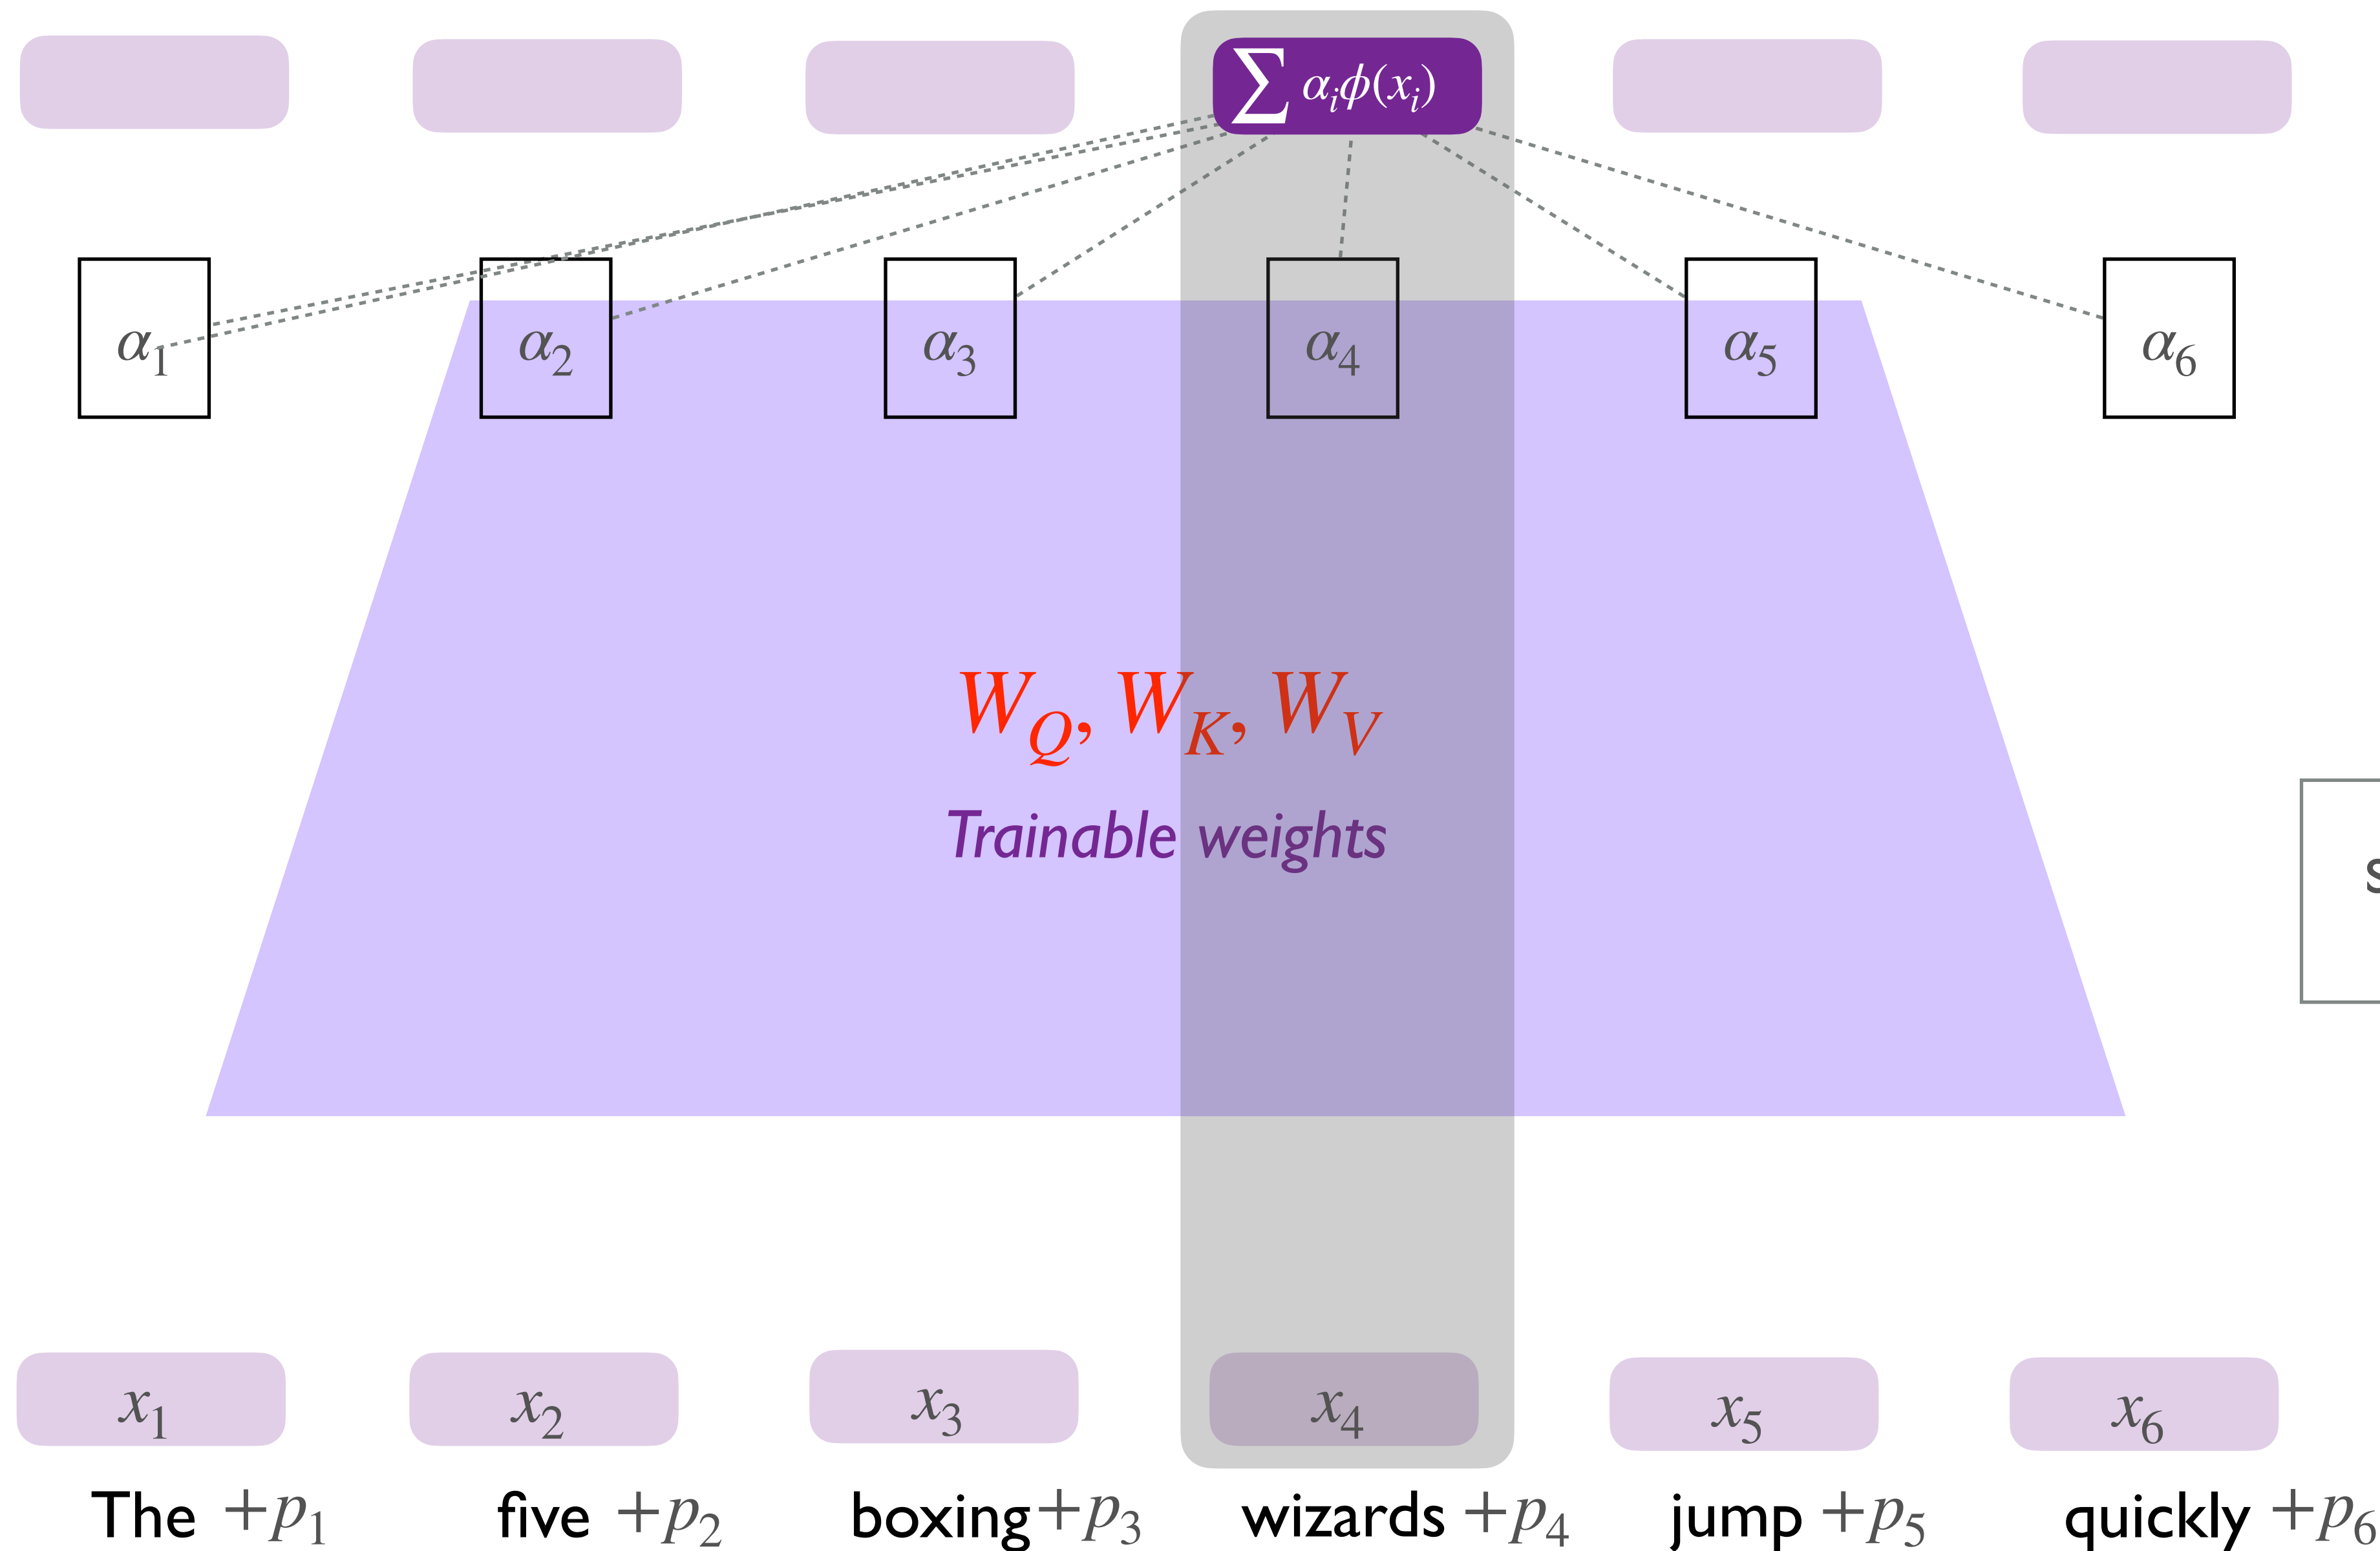 ∑ αᵢϕ(xᵢ)
α₁ α₂ α₃ α₄ α₅ α₆
W_Q, W_K, W_V
Trainable weights
x₁ x₂ x₃ x₄ x₅ x₆
The +p₁ five +p₂ boxing +p₃ wizards +p₄ jump +p₅ quickly +p₆